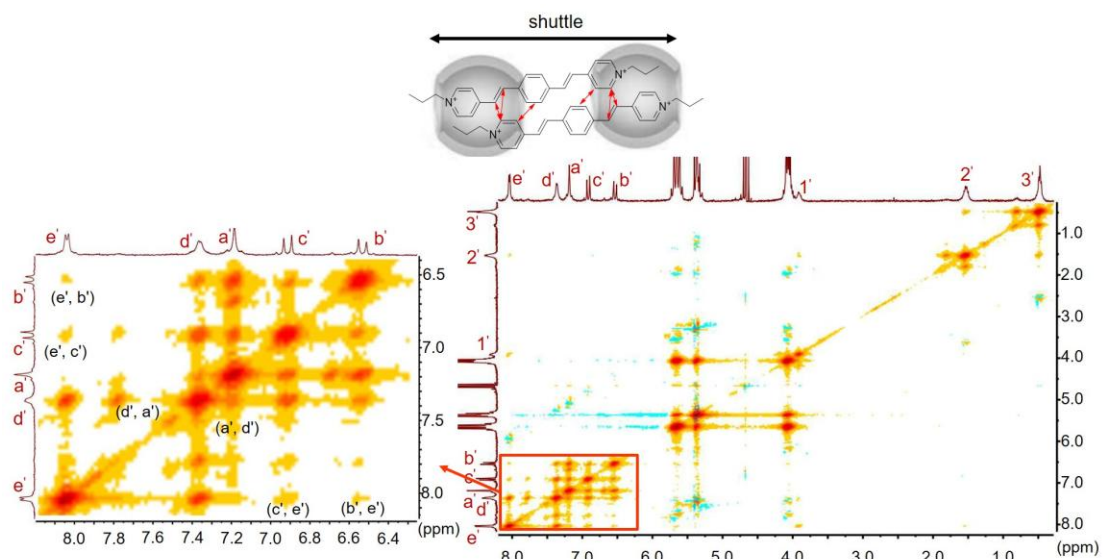 shuttle
N⁺
N⁺
N⁺
N⁺
e' d' a' c' b' 1' 2' 3'
3'
2'
1'
b'
c'
a'
d'
e'
1.0
2.0
3.0
4.0
5.0
6.0
7.0
8.0
8.0 7.0 6.0 5.0 4.0 3.0 2.0 1.0 (ppm)
(ppm)
e' d' a' c' b'
b'
c'
a'
d'
e'
(e', b')
(e', c')
(d', a')
(a', d')
(c', e') (b', e')
6.5
7.0
7.5
8.0
(ppm)
8.0 7.8 7.6 7.4 7.2 7.0 6.8 6.6 6.4